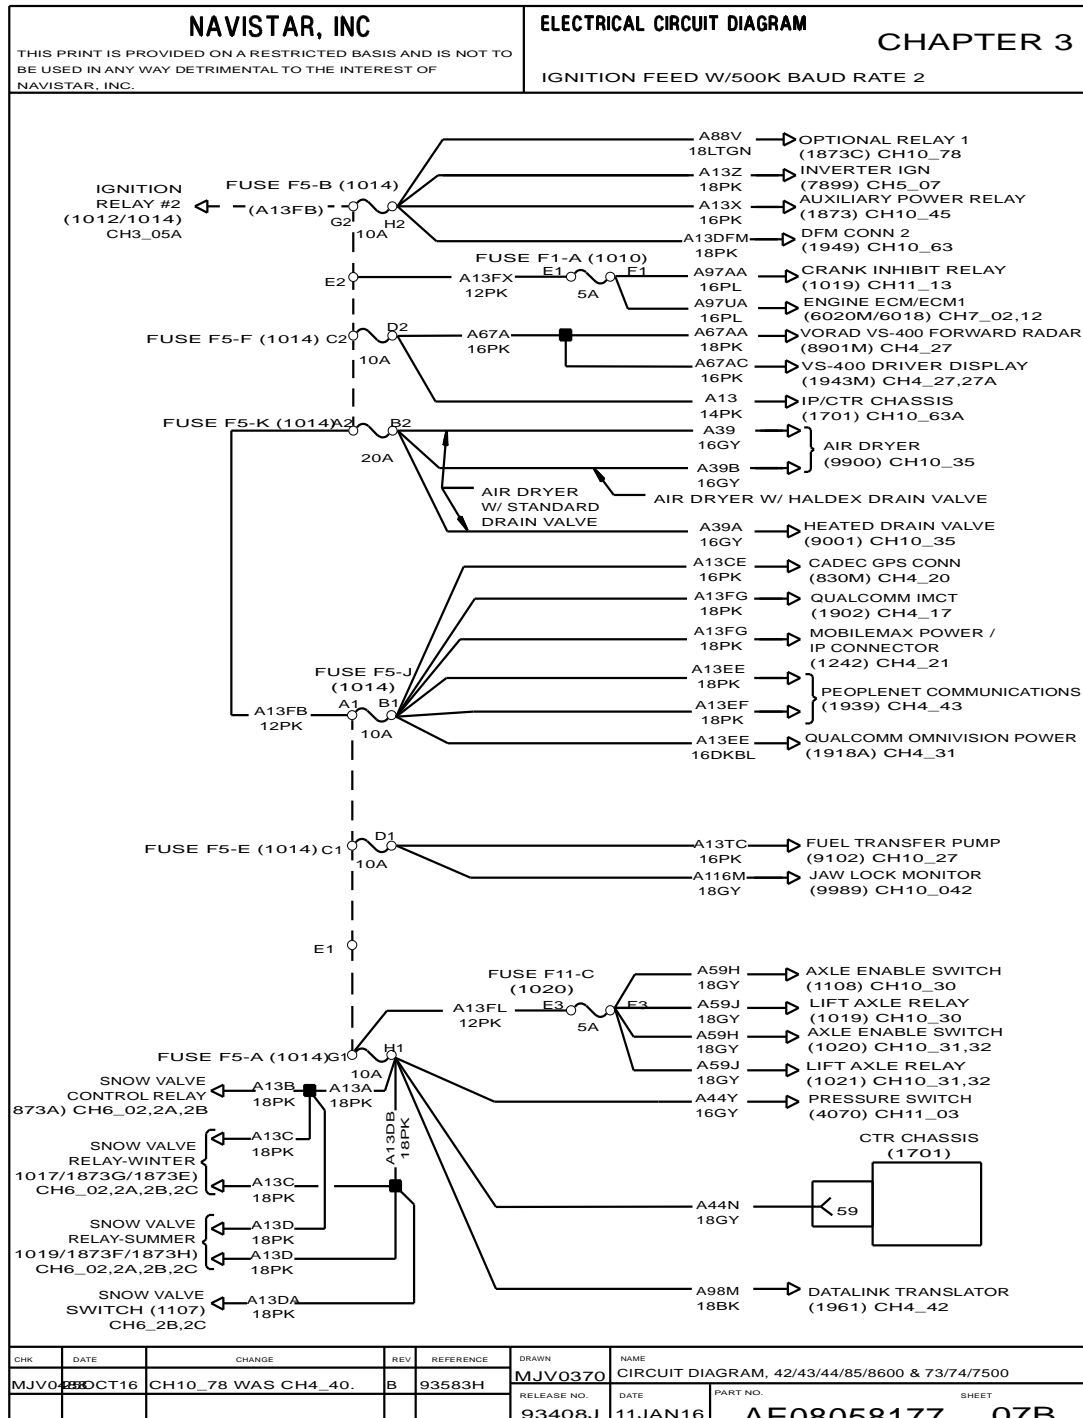 NAVISTAR, INC
THIS PRINT IS PROVIDED ON A RESTRICTED BASIS AND IS NOT TO
BE USED IN ANY WAY DETRIMENTAL TO THE INTEREST OF
NAVISTAR, INC.
ELECTRICAL CIRCUIT DIAGRAM
CHAPTER 3
IGNITION FEED W/500K BAUD RATE 2
IGNITION
RELAY #2
(1012/1014)
CH3_05A
(A13FB)
FUSE F5-B (1014)
G2
H2
10A
A88V
18LTGN
OPTIONAL RELAY 1
(1873C) CH10_78
A13Z
18PK
INVERTER IGN
(7899) CH5_07
A13X
16PK
AUXILIARY POWER RELAY
(1873) CH10_45
A13DFM
18PK
DFM CONN 2
(1949) CH10_63
E2
A13FX
12PK
FUSE F1-A (1010)
E1
F1
5A
A97AA
16PL
CRANK INHIBIT RELAY
(1019) CH11_13
A97UA
16PL
ENGINE ECM/ECM1
(6020M/6018) CH7_02,12
FUSE F5-F (1014)
C2
D2
10A
A67A
16PK
A67AA
18PK
VORAD VS-400 FORWARD RADAR
(8901M) CH4_27
A67AC
16PK
VS-400 DRIVER DISPLAY
(1943M) CH4_27,27A
A13
14PK
IP/CTR CHASSIS
(1701) CH10_63A
FUSE F5-K (1014)
A2
B2
20A
A39
16GY
A39B
16GY
AIR DRYER
(9900) CH10_35
AIR DRYER
W/ STANDARD
DRAIN VALVE
AIR DRYER W/ HALDEX DRAIN VALVE
A39A
16GY
HEATED DRAIN VALVE
(9001) CH10_35
A13CE
16PK
CADEC GPS CONN
(830M) CH4_20
A13FG
18PK
QUALCOMM IMCT
(1902) CH4_17
A13FG
18PK
MOBILEMAX POWER /
IP CONNECTOR
(1242) CH4_21
FUSE F5-J
(1014)
A13FB
12PK
A1
B1
10A
A13EE
18PK
A13EF
18PK
PEOPLENET COMMUNICATIONS
(1939) CH4_43
A13EE
16DKBL
QUALCOMM OMNIVISION POWER
(1918A) CH4_31
FUSE F5-E (1014)
C1
D1
10A
A13TC
16PK
FUEL TRANSFER PUMP
(9102) CH10_27
A116M
18GY
JAW LOCK MONITOR
(9989) CH10_042
E1
A13FL
12PK
FUSE F11-C
(1020)
E3
F3
5A
A59H
18GY
AXLE ENABLE SWITCH
(1108) CH10_30
A59J
18GY
LIFT AXLE RELAY
(1019) CH10_30
A59H
18GY
AXLE ENABLE SWITCH
(1020) CH10_31,32
A59J
18GY
LIFT AXLE RELAY
(1021) CH10_31,32
FUSE F5-A (1014)
G1
H1
10A
A44Y
16GY
PRESSURE SWITCH
(4070) CH11_03
SNOW VALVE
CONTROL RELAY
873A) CH6_02,2A,2B
A13B
18PK
A13A
18PK
A13DB
18PK
SNOW VALVE
RELAY-WINTER
1017/1873G/1873E)
CH6_02,2A,2B,2C
A13C
18PK
A13C
18PK
CTR CHASSIS
(1701)
A44N
18GY
59
SNOW VALVE
RELAY-SUMMER
1019/1873F/1873H)
CH6_02,2A,2B,2C
A13D
18PK
A13D
18PK
SNOW VALVE
SWITCH (1107)
CH6_2B,2C
A13DA
18PK
A98M
18BK
DATALINK TRANSLATOR
(1961) CH4_42
CHK DATE CHANGE REV REFERENCE
CH10_78 WAS CH4_40. B 93583H
DRAWN
MJV0370
NAME
CIRCUIT DIAGRAM, 42/43/44/85/8600 & 73/74/7500
RELEASE NO.
93408J
DATE
11JAN16
PART NO.
AE08058177
SHEET
07B